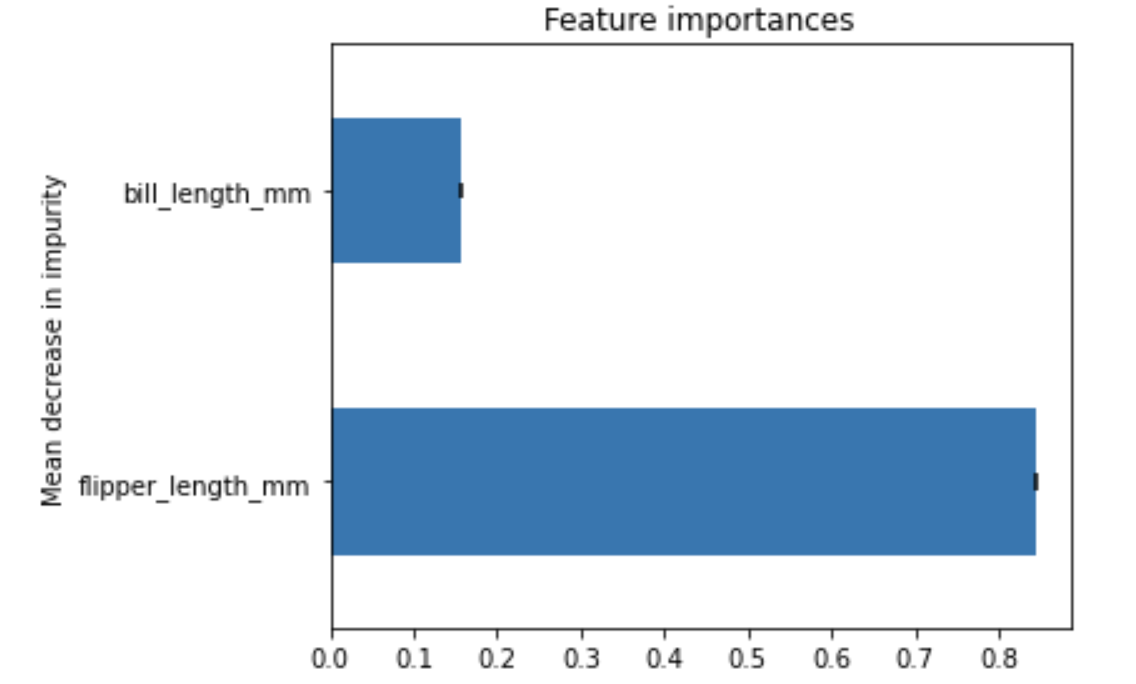 Feature importances
Mean decrease in impurity
bill_length_mm
flipper_length_mm
0.0 0.1 0.2 0.3 0.4 0.5 0.6 0.7 0.8